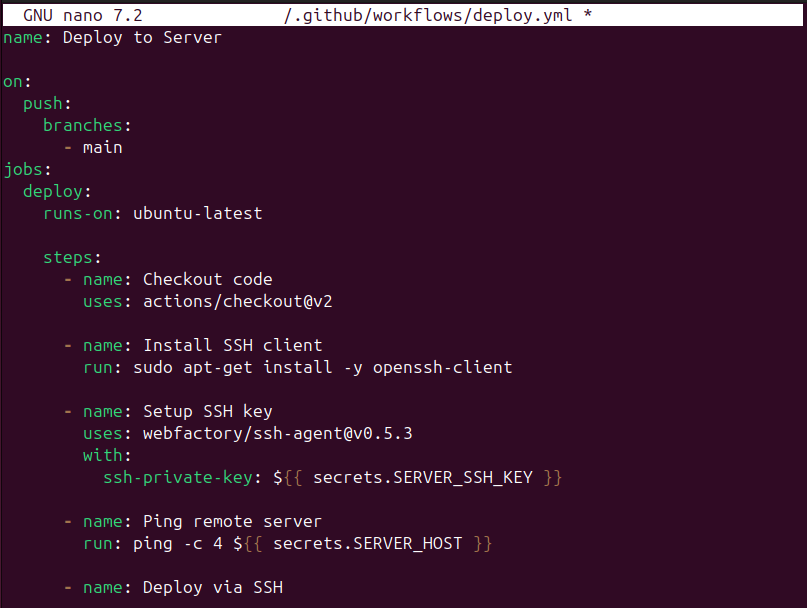 GNU nano 7.2 /.github/workflows/deploy.yml *
name: Deploy to Server
on:
push:
branches:
- main
jobs:
deploy:
runs-on: ubuntu-latest
steps:
- name: Checkout code
uses: actions/checkout@v2
- name: Install SSH client
run: sudo apt-get install -y openssh-client
- name: Setup SSH key
uses: webfactory/ssh-agent@v0.5.3
with:
ssh-private-key: ${{ secrets.SERVER_SSH_KEY }}
- name: Ping remote server
run: ping -c 4 ${{ secrets.SERVER_HOST }}
- name: Deploy via SSH